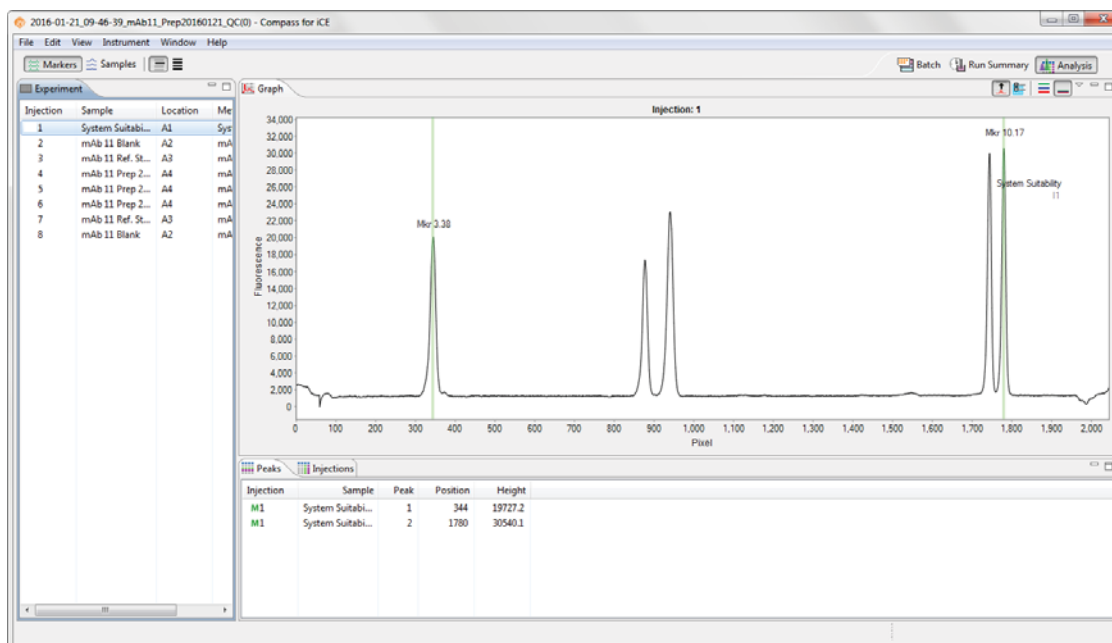 2016-01-21_09-46-39_mAb11_Prep20160121_QC(0) - Compass for iCE
File Edit View Instrument Window Help
Markers Samples Batch Run Summary Analysis
Experiment
Injection Sample Location Me
1 System Suitabi... A1 Sys
2 mAb 11 Blank A2 mA
3 mAb 11 Ref. St... A3 mA
4 mAb 11 Prep 2... A4 mA
5 mAb 11 Prep 2... A4 mA
6 mAb 11 Prep 2... A4 mA
7 mAb 11 Ref. St... A3 mA
8 mAb 11 Blank A2 mA
Graph
Injection: 1
34,000
32,000
30,000
28,000
26,000
24,000
22,000
20,000
18,000
16,000
14,000
12,000
10,000
8,000
6,000
4,000
2,000
0
Fluorescence
Mkr 3.38
Mkr 10.17
System Suitability
I1
0 100 200 300 400 500 600 700 800 900 1,000 1,100 1,200 1,300 1,400 1,500 1,600 1,700 1,800 1,900 2,000
Pixel
Peaks Injections
Injection Sample Peak Position Height
M1 System Suitabi... 1 344 19727.2
M1 System Suitabi... 2 1780 30540.1